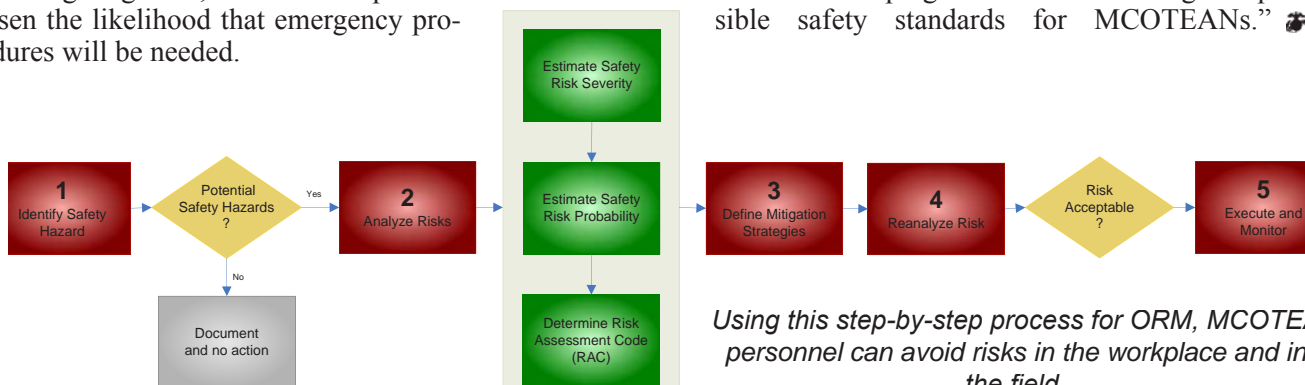 sen the likelihood that emergency pro-
dures will be needed.
sible safety standards for MCOTEANs.”
1
Identify Safety
Hazard
Potential
Safety Hazards
?
Yes
No
Document
and no action
2
Analyze Risks
Estimate Safety
Risk Severity
Estimate Safety
Risk Probability
Determine Risk
Assessment Code
(RAC)
3
Define Mitigation
Strategies
4
Reanalyze Risk
Risk
Acceptable
?
5
Execute and
Monitor
Using this step-by-step process for ORM, MCOTEA
personnel can avoid risks in the workplace and in
the field